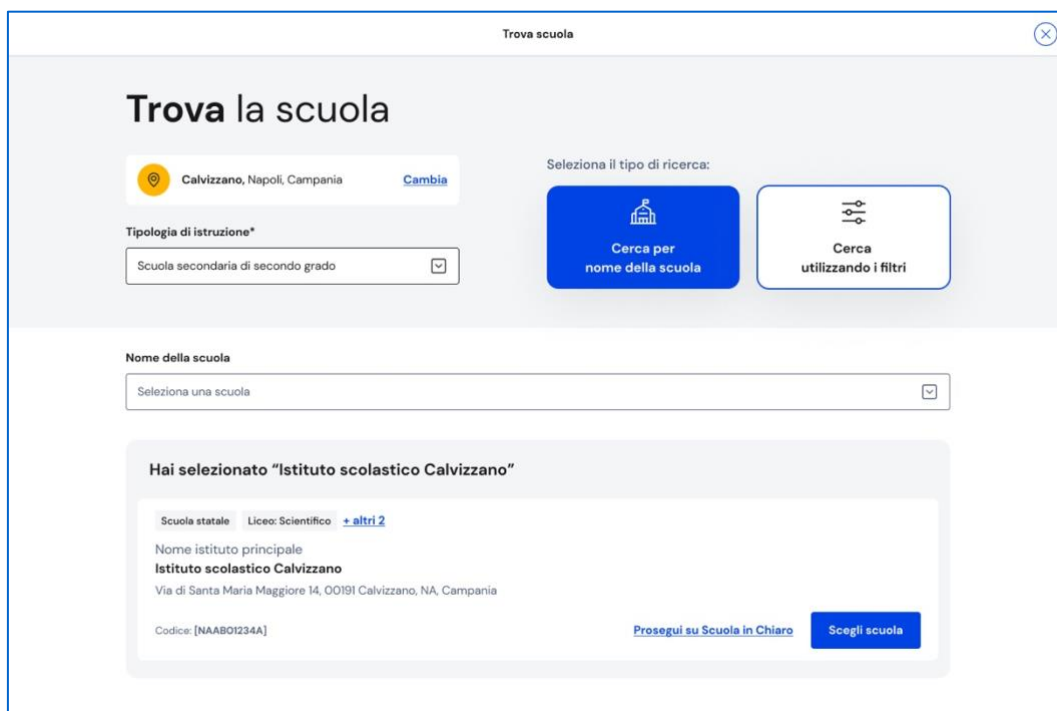 Trova scuola
Trova la scuola
Calvizzano, Napoli, Campania
Cambia
Tipologia di istruzione*
Scuola secondaria di secondo grado
Seleziona il tipo di ricerca:
Cerca per
nome della scuola
Cerca
utilizzando i filtri
Nome della scuola
Seleziona una scuola
Hai selezionato “Istituto scolastico Calvizzano”
Scuola statale
Liceo: Scientifico
+ altri 2
Nome istituto principale
Istituto scolastico Calvizzano
Via di Santa Maria Maggiore 14, 00191 Calvizzano, NA, Campania
Codice: [NAAB01234A]
Prosegui su Scuola in Chiaro
Scegli scuola